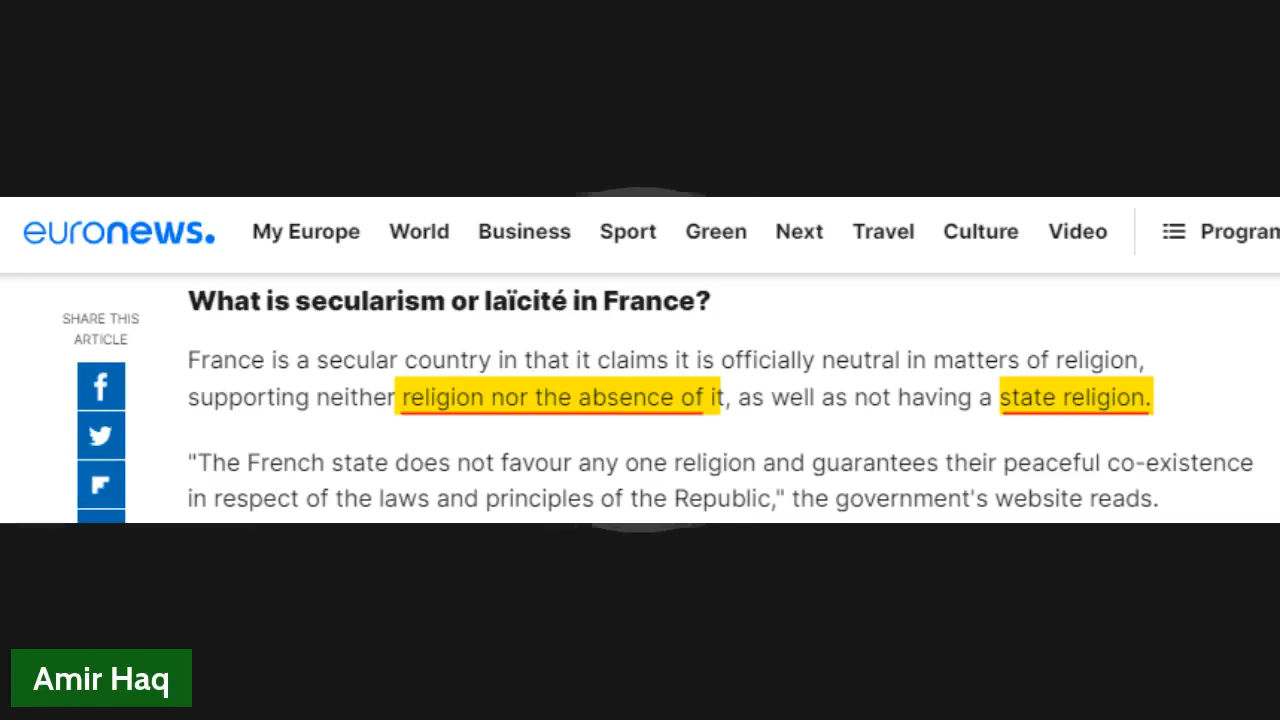 euronews. My Europe World Business Sport Green Next Travel Culture Video Program
What is secularism or laïcité in France?
SHARE THIS
ARTICLE
France is a secular country in that it claims it is officially neutral in matters of religion,
supporting neither religion nor the absence of it, as well as not having a state religion.
"The French state does not favour any one religion and guarantees their peaceful co-existence
in respect of the laws and principles of the Republic," the government's website reads.
Amir Haq